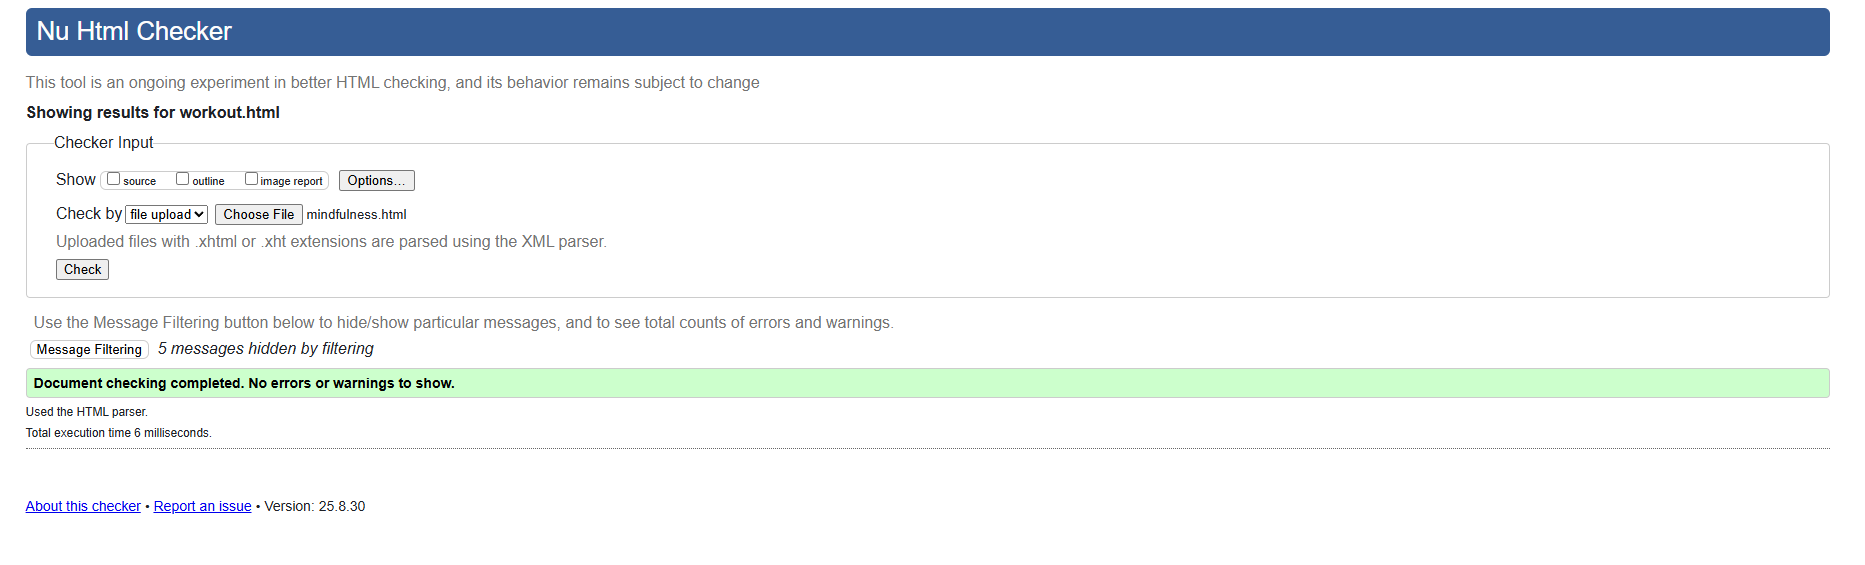 Nu Html Checker
This tool is an ongoing experiment in better HTML checking, and its behavior remains subject to change
Showing results for workout.html
Checker Input
Show source outline image report Options...
Check by file upload Choose File mindfulness.html
Uploaded files with .xhtml or .xht extensions are parsed using the XML parser.
Check
Use the Message Filtering button below to hide/show particular messages, and to see total counts of errors and warnings.
Message Filtering 5 messages hidden by filtering
Document checking completed. No errors or warnings to show.
Used the HTML parser.
Total execution time 6 milliseconds.
About this checker • Report an issue • Version: 25.8.30